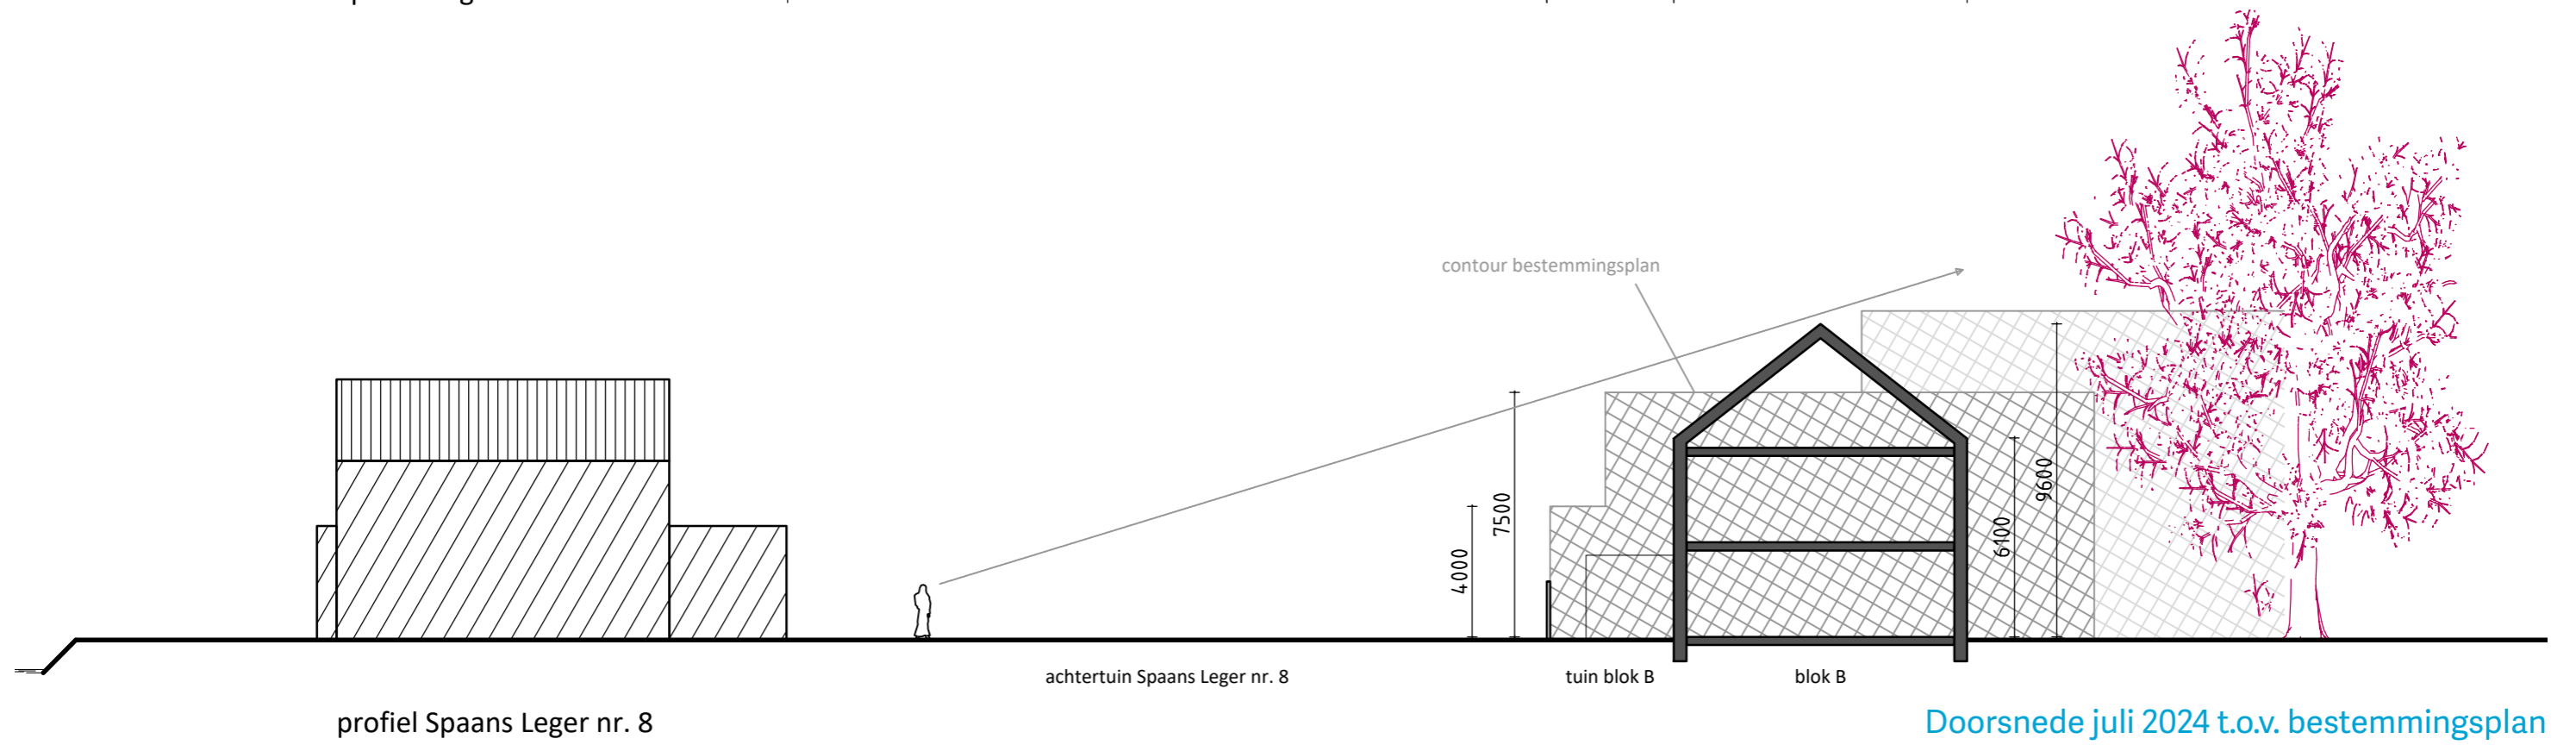 contour bestemmingsplan
4000
7500
6100
9600
achtertuin Spaans Leger nr. 8
tuin blok B
blok B
profiel Spaans Leger nr. 8
Doorsnede juli 2024 t.o.v. bestemmingsplan